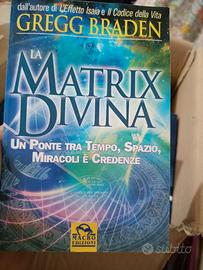 dall'autore di L'Effetto Isaia e Il Codice della Vita
GREGG BRADEN
LA
MATRIX
DIVINA
UN PONTE TRA TEMPO, SPAZIO,
MIRACOLI E CREDENZE
MACRO
EDIZIONI
subito